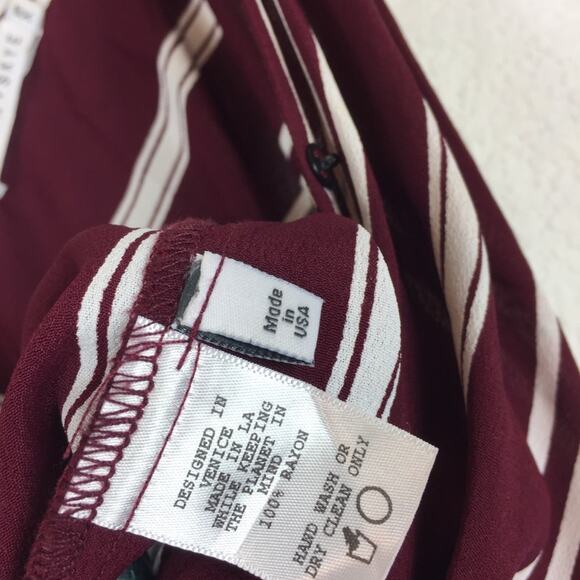 Made
in
USA
DESIGNED IN
VENICE
MADE IN LA
WHILE KEEPING
THE PLANET IN
MIND
100% RAYON
HAND WASH OR
DRY CLEAN ONLY